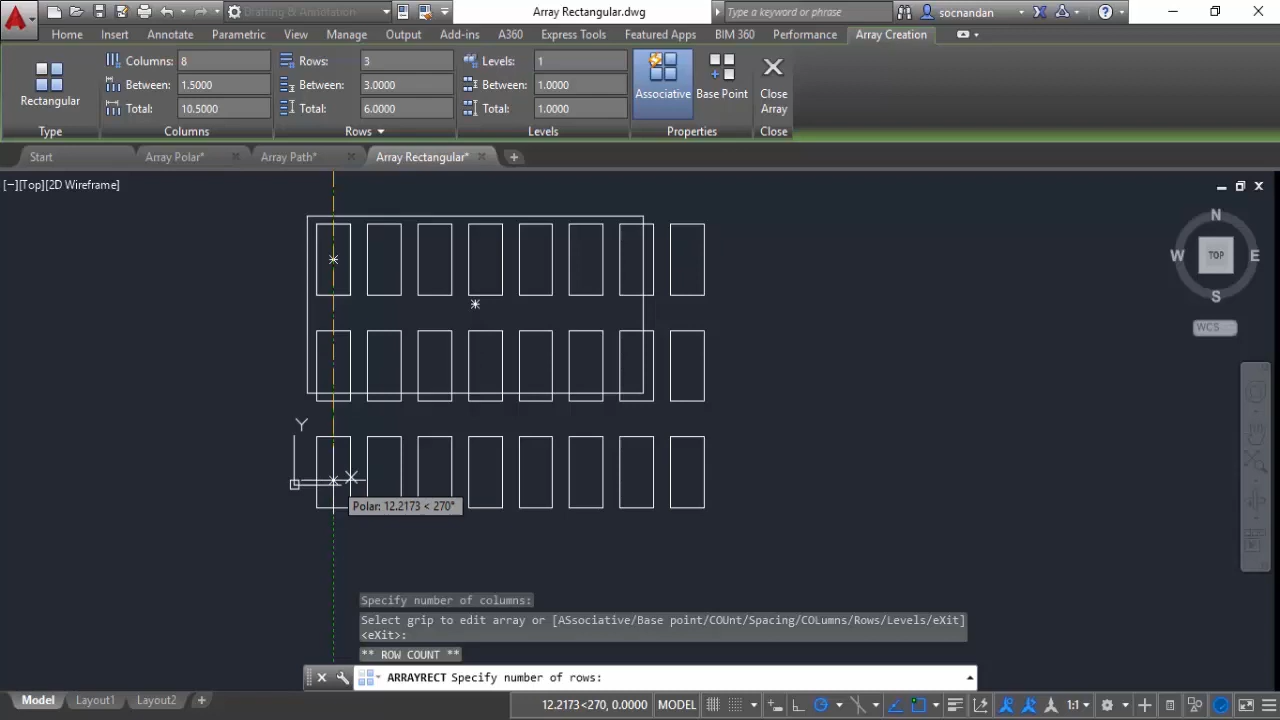 Drafting & Annotation
Array Rectangular.dwg
Type a keyword or phrase
socnandan
Home Insert Annotate Parametric View Manage Output Add-ins A360 Express Tools Featured Apps BIM 360 Performance Array Creation
Rectangular
Type
Columns: 8
Between: 1.5000
Total: 10.5000
Columns
Rows: 3
Between: 3.0000
Total: 6.0000
Rows
Levels: 1
Between: 1.0000
Total: 1.0000
Levels
Associative
Base Point
Properties
Close
Array
Close
Start Array Polar* Array Path* Array Rectangular*
[−][Top][2D Wireframe]
N
W TOP E
S
WCS
Y
X
Polar: 12.2173 < 270°
Specify number of columns:
Select grip to edit array or [ASsociative/Base point/COUnt/Spacing/COLumns/Rows/Levels/eXit]
<eXit>:
** ROW COUNT **
ARRAYRECT Specify number of rows:
Model Layout1 Layout2
12.2173<270, 0.0000 MODEL 1:1